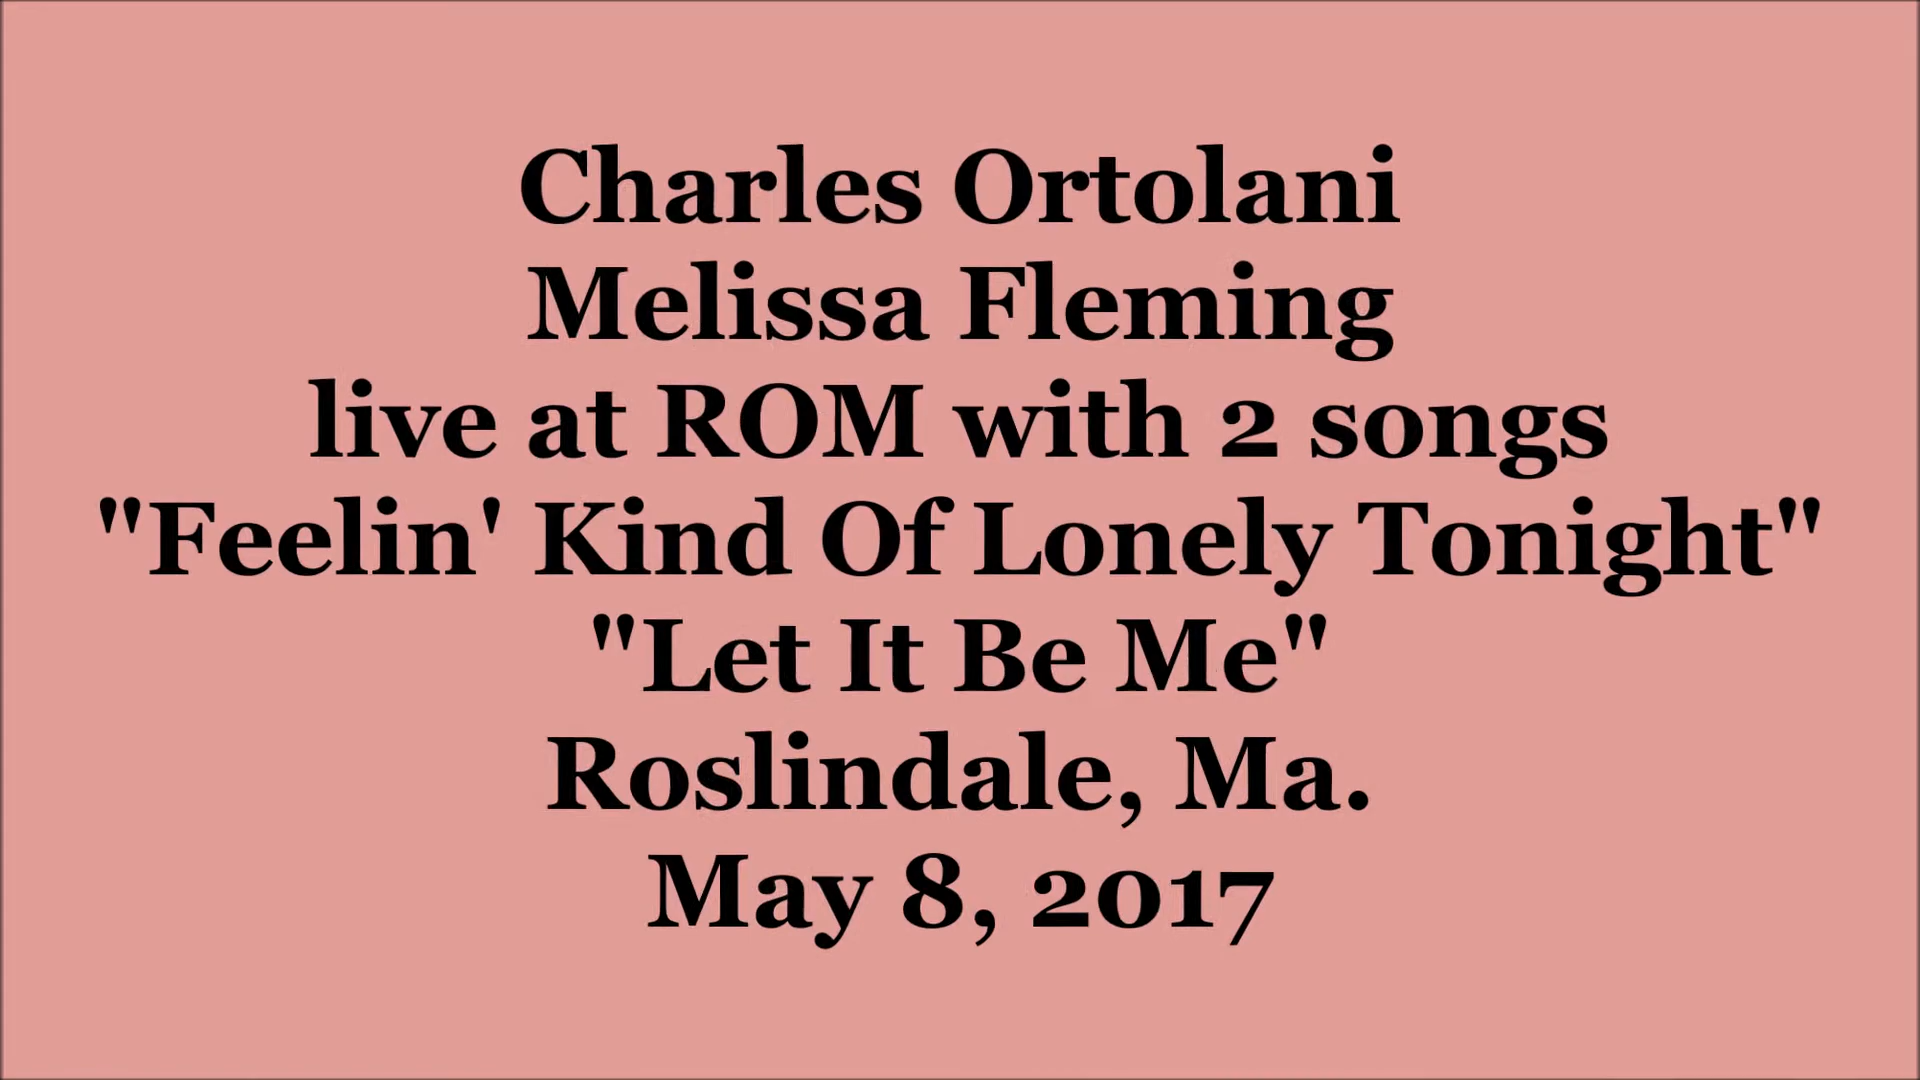 Charles Ortolani
Melissa Fleming
live at ROM with 2 songs
"Feelin' Kind Of Lonely Tonight"
"Let It Be Me"
Roslindale, Ma.
May 8, 2017